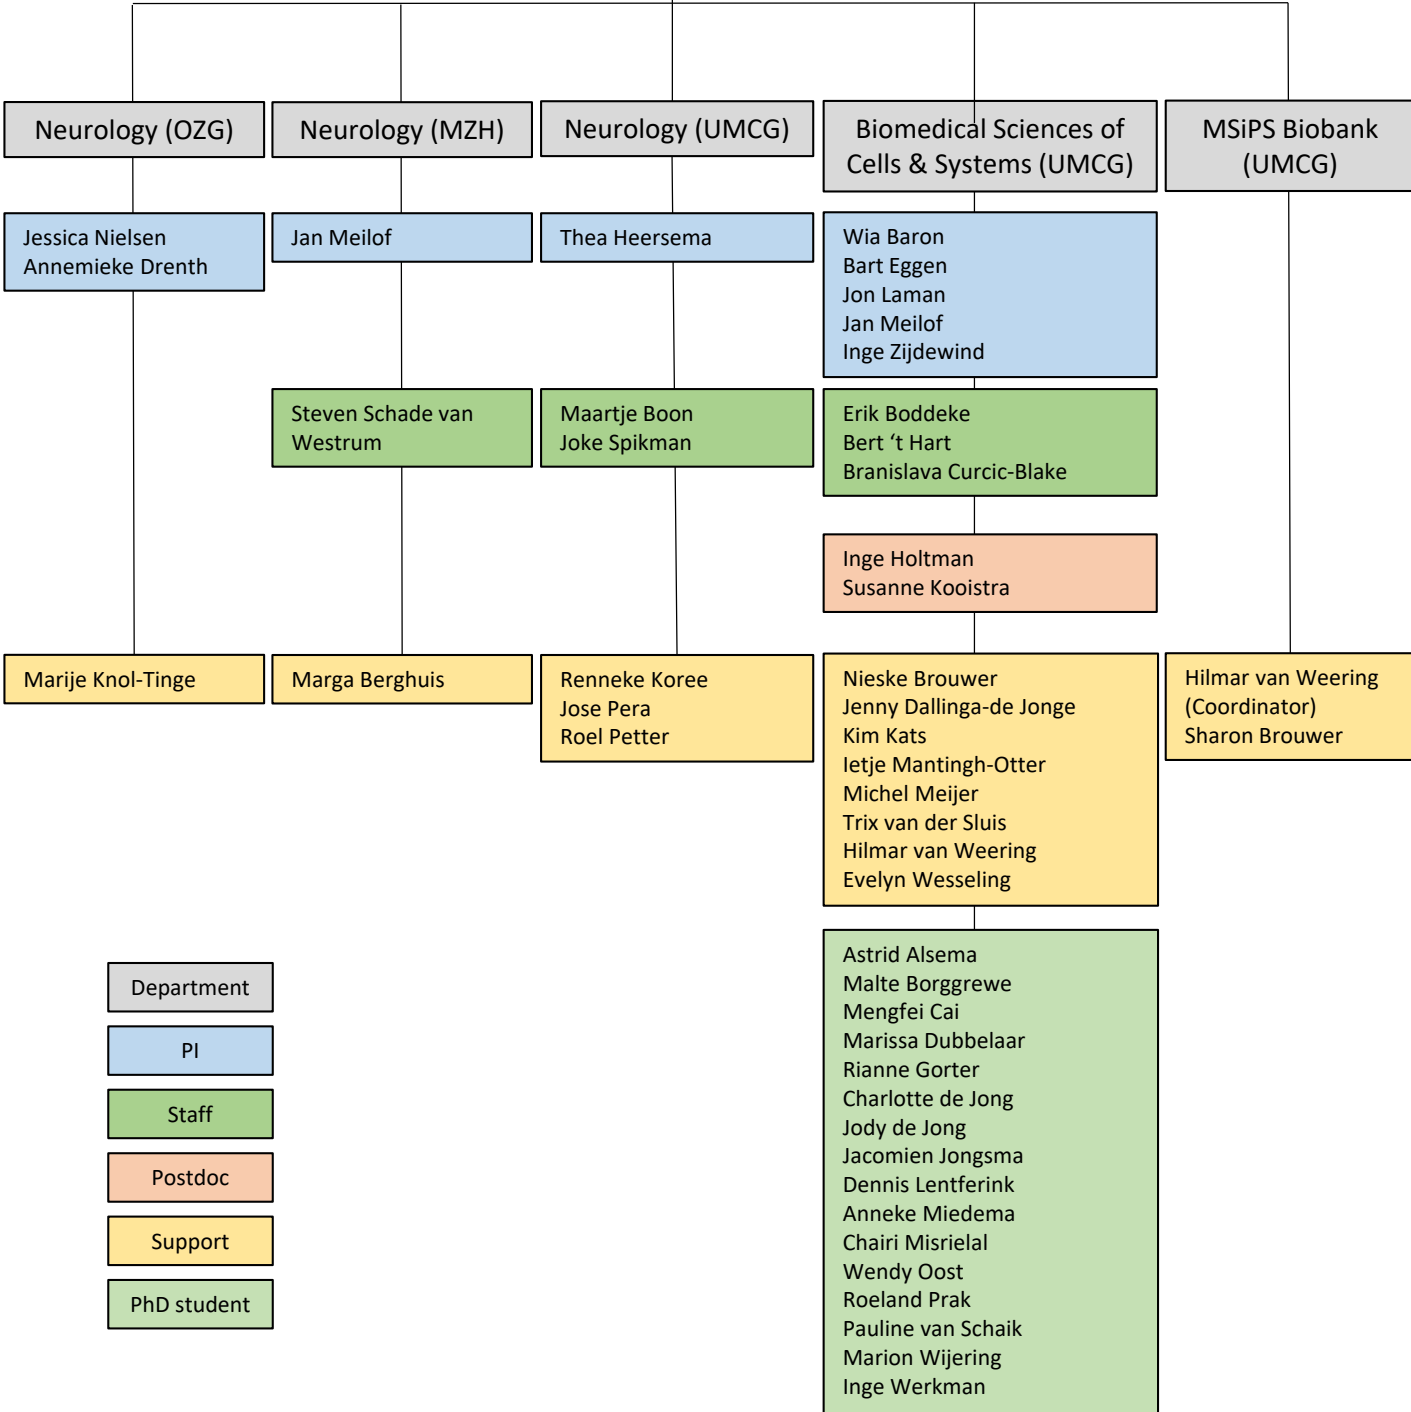 Neurology (OZG)
Neurology (MZH)
Neurology (UMCG)
Biomedical Sciences of
Cells & Systems (UMCG)
MSiPS Biobank
(UMCG)
Jessica Nielsen
Annemieke Drenth
Jan Meilof
Thea Heersema
Wia Baron
Bart Eggen
Jon Laman
Jan Meilof
Inge Zijdewind
Steven Schade van
Westrum
Maartje Boon
Joke Spikman
Erik Boddeke
Bert ‘t Hart
Branislava Curcic-Blake
Inge Holtman
Susanne Kooistra
Marije Knol-Tinge
Marga Berghuis
Renneke Koree
Jose Pera
Roel Petter
Nieske Brouwer
Jenny Dallinga-de Jonge
Kim Kats
Ietje Mantingh-Otter
Michel Meijer
Trix van der Sluis
Hilmar van Weering
Evelyn Wesseling
Hilmar van Weering
(Coordinator)
Sharon Brouwer
Astrid Alsema
Malte Borggrewe
Mengfei Cai
Marissa Dubbelaar
Rianne Gorter
Charlotte de Jong
Jody de Jong
Jacomien Jongsma
Dennis Lentferink
Anneke Miedema
Chairi Misrielal
Wendy Oost
Roeland Prak
Pauline van Schaik
Marion Wijering
Inge Werkman
Department
PI
Staff
Postdoc
Support
PhD student